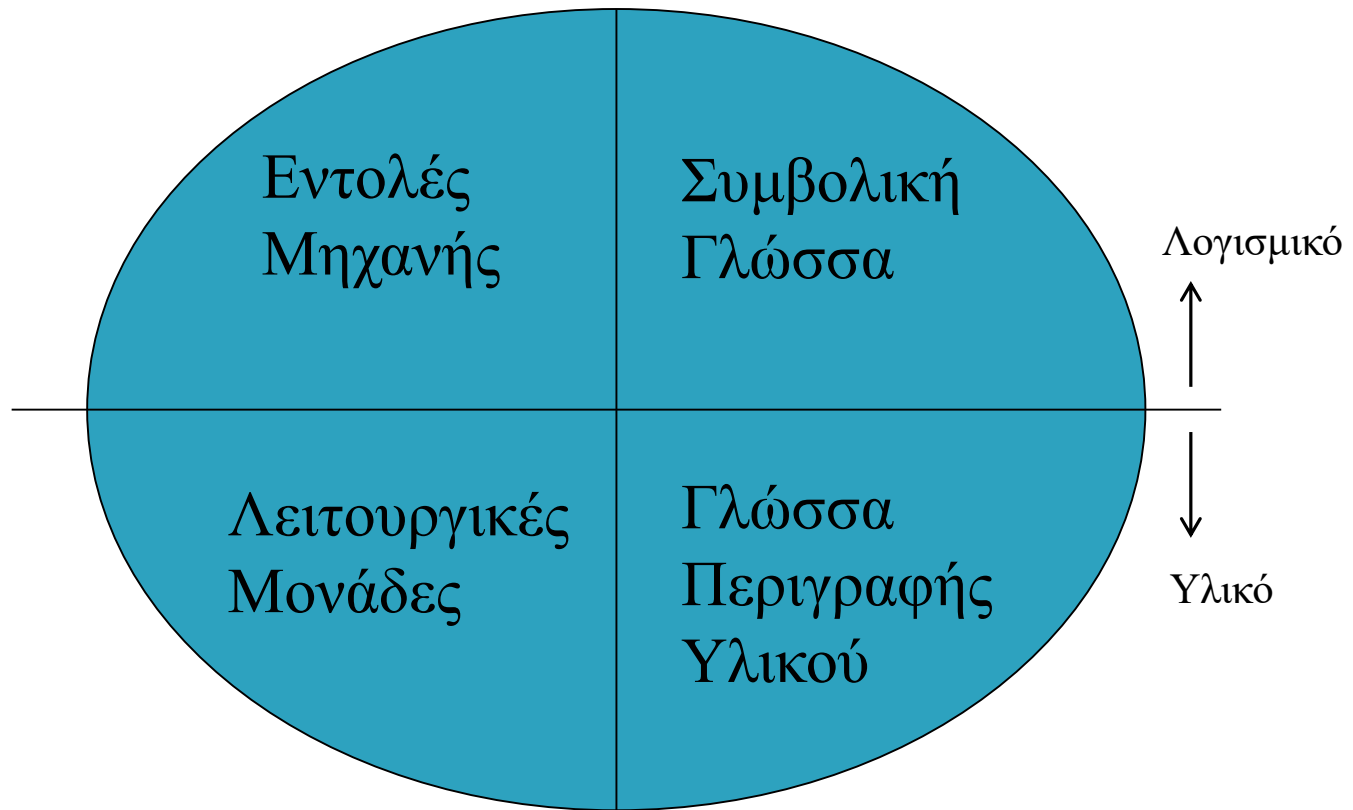 Εντολές
Μηχανής
Συμβολική
Γλώσσα
Λογισμικό
Λειτουργικές
Μονάδες
Γλώσσα
Περιγραφής
Υλικού
Υλικό